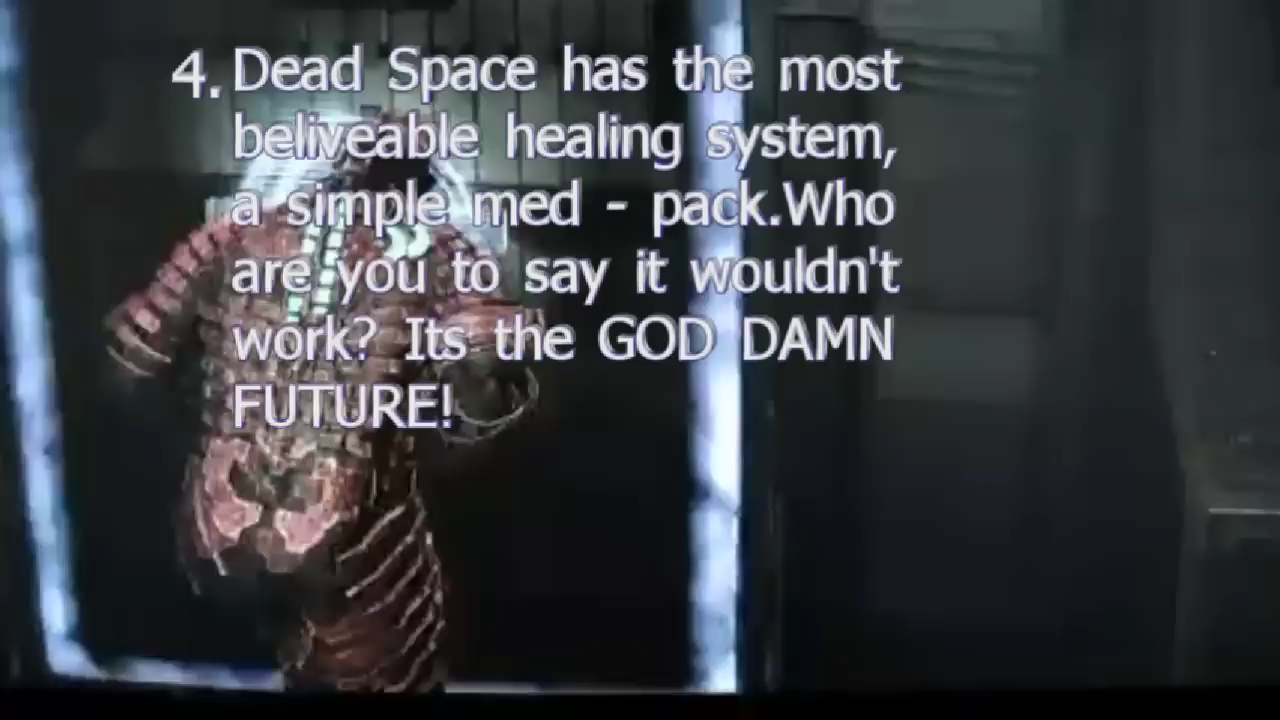 4. Dead Space has the most
beliveable healing system,
a simple med - pack.Who
are you to say it wouldn't
work? Its the GOD DAMN
FUTURE!